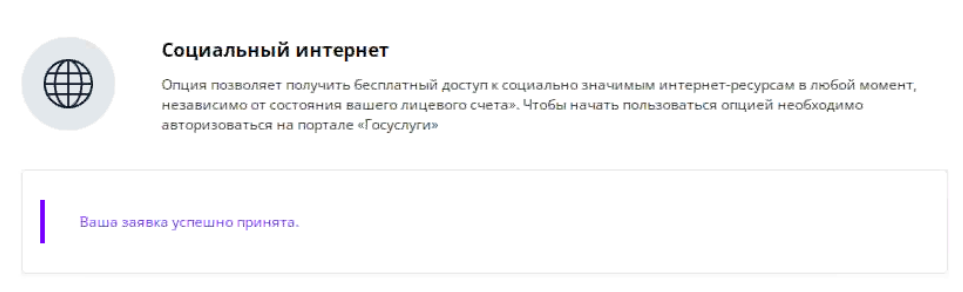 Социальный интернет
Опция позволяет получить бесплатный доступ к социально значимым интернет-ресурсам в любой момент,
независимо от состояния вашего лицевого счета». Чтобы начать пользоваться опцией необходимо
авторизоваться на портале «Госуслуги»
Ваша заявка успешно принята.